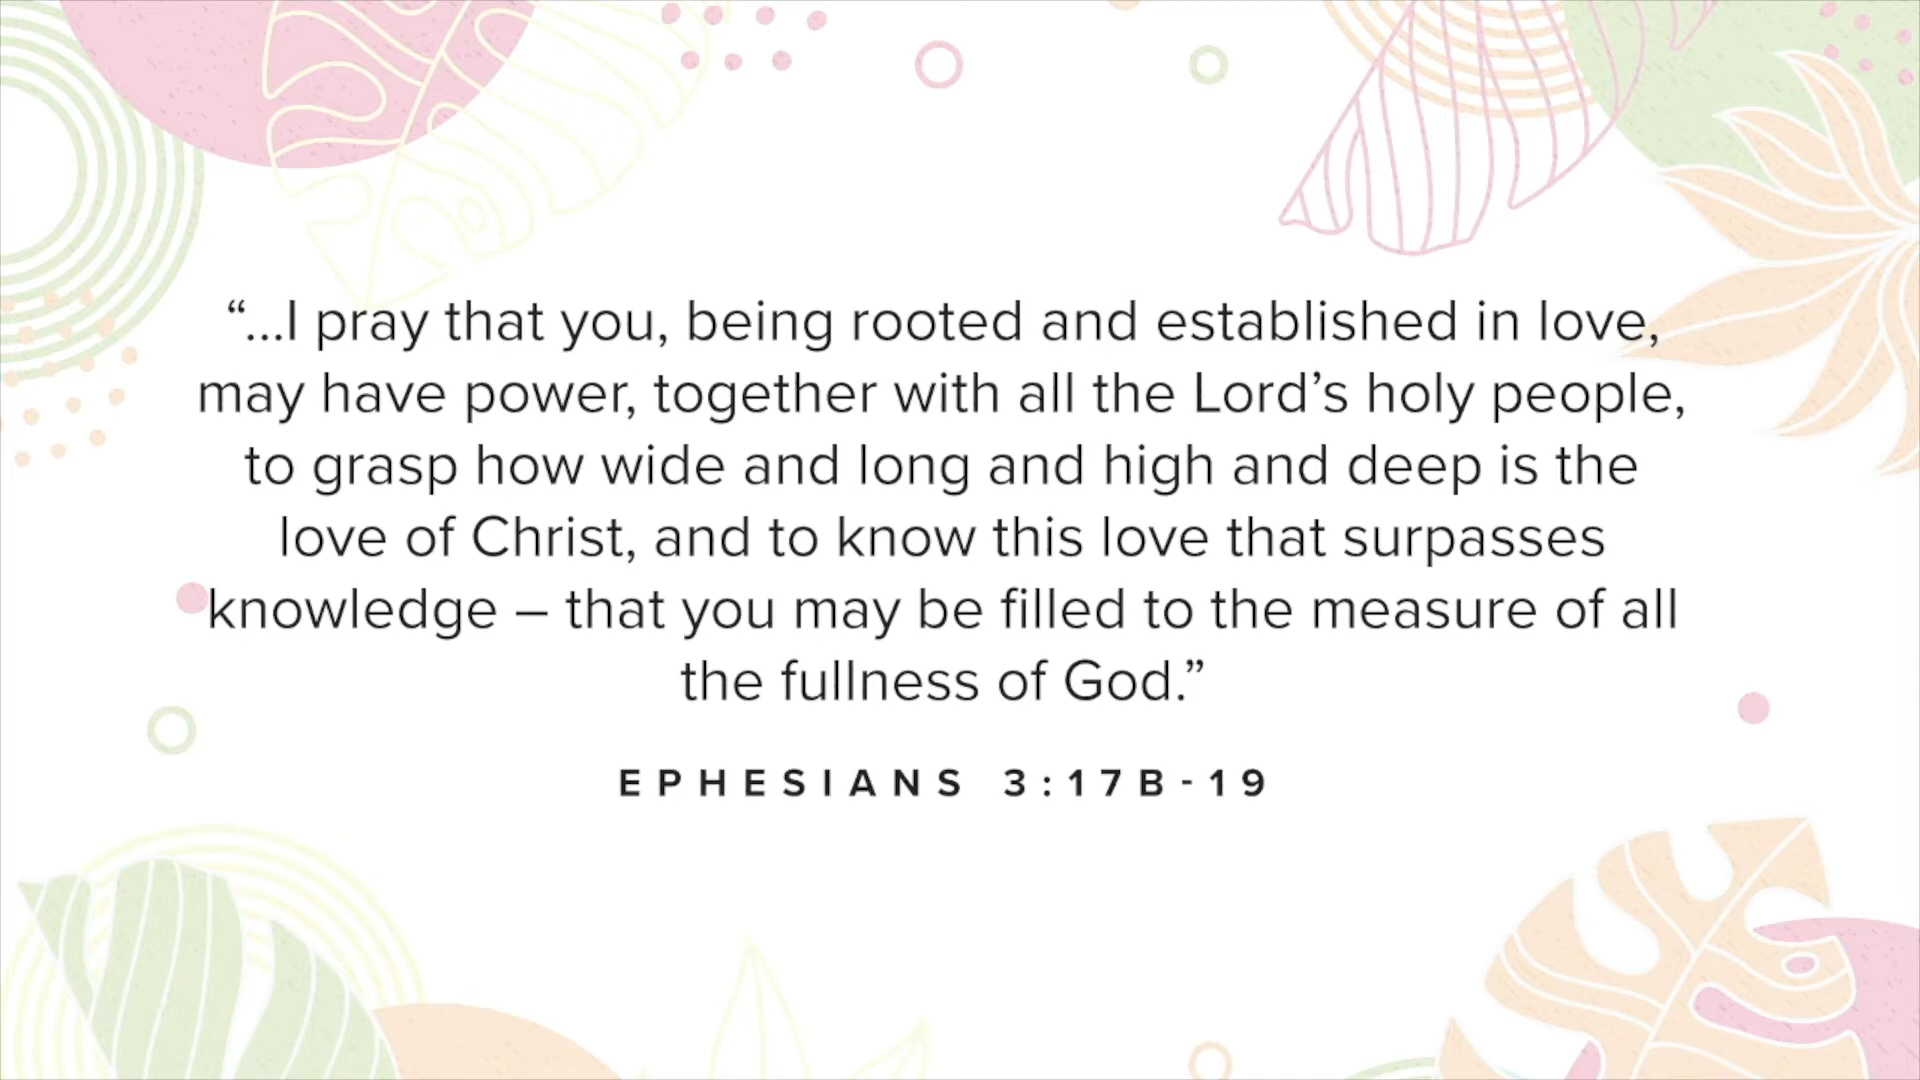 “...I pray that you, being rooted and established in love,
may have power, together with all the Lord’s holy people,
to grasp how wide and long and high and deep is the
love of Christ, and to know this love that surpasses
knowledge – that you may be filled to the measure of all
the fullness of God.”
EPHESIANS 3:17B-19